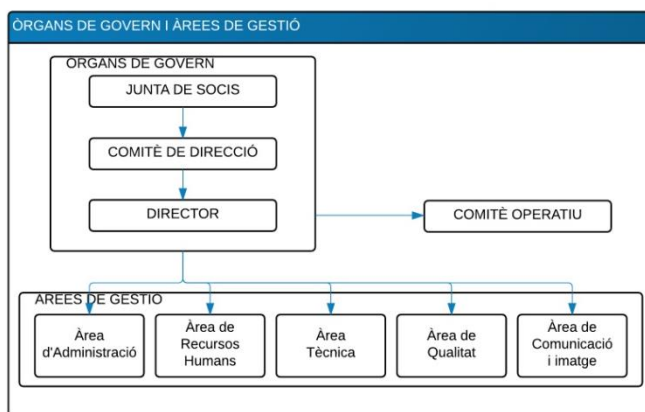 ÒRGANS DE GOVERN I ÀREES DE GESTIÓ
ÒRGANS DE GOVERN
JUNTA DE SOCIS
COMITÈ DE DIRECCIÓ
DIRECTOR
COMITÈ OPERATIU
ÀREES DE GESTIÓ
Àrea
d'Administració
Àrea de
Recursos
Humans
Àrea
Tècnica
Àrea de
Qualitat
Àrea de
Comunicació
i imatge